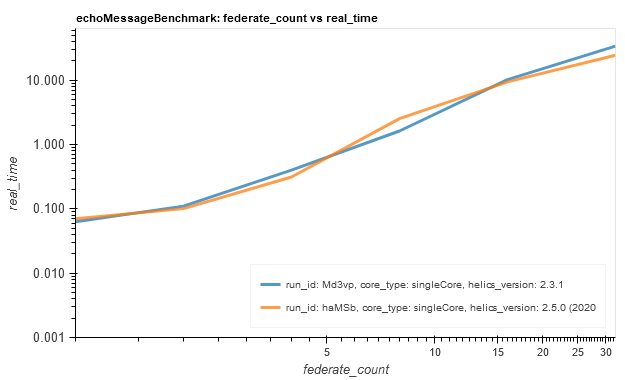 echoMessageBenchmark: federate_count vs real_time
10.000
1.000
0.100
0.010
0.001
real_time
run_id: Md3vp, core_type: singleCore, helics_version: 2.3.1
run_id: haMSb, core_type: singleCore, helics_version: 2.5.0 (2020
5 10 15 20 25 30
federate_count